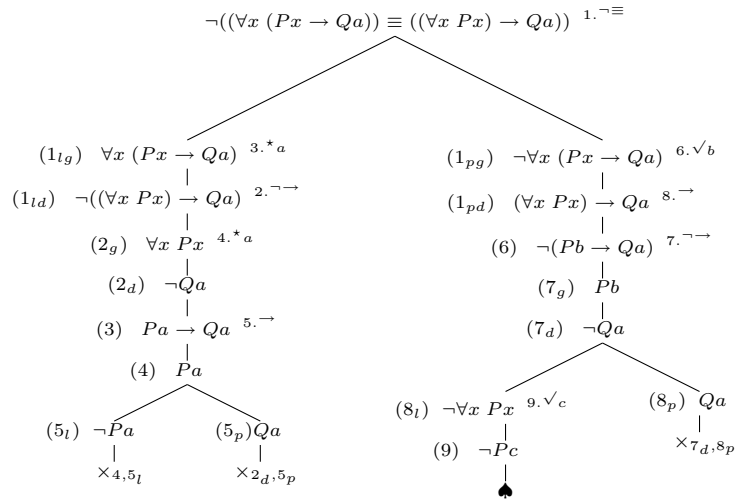 ¬((∀x (Px → Qa)) ≡ ((∀x Px) → Qa)) 1.¬≡
(1lg) ∀x (Px → Qa) 3.⋆a
(1pg) ¬∀x (Px → Qa) 6.√b
(1ld) ¬((∀x Px) → Qa) 2.¬→
(1pd) (∀x Px) → Qa 8.→
(2g) ∀x Px 4.⋆a
(6) ¬(Pb → Qa) 7.¬→
(2d) ¬Qa
(7g) Pb
(3) Pa → Qa 5.→
(7d) ¬Qa
(4) Pa
(8l) ¬∀x Px 9.√c
(8p) Qa
(5l) ¬Pa
(5p)Qa
(9) ¬Pc
×7d,8p
×4,5l
×2d,5p
♠